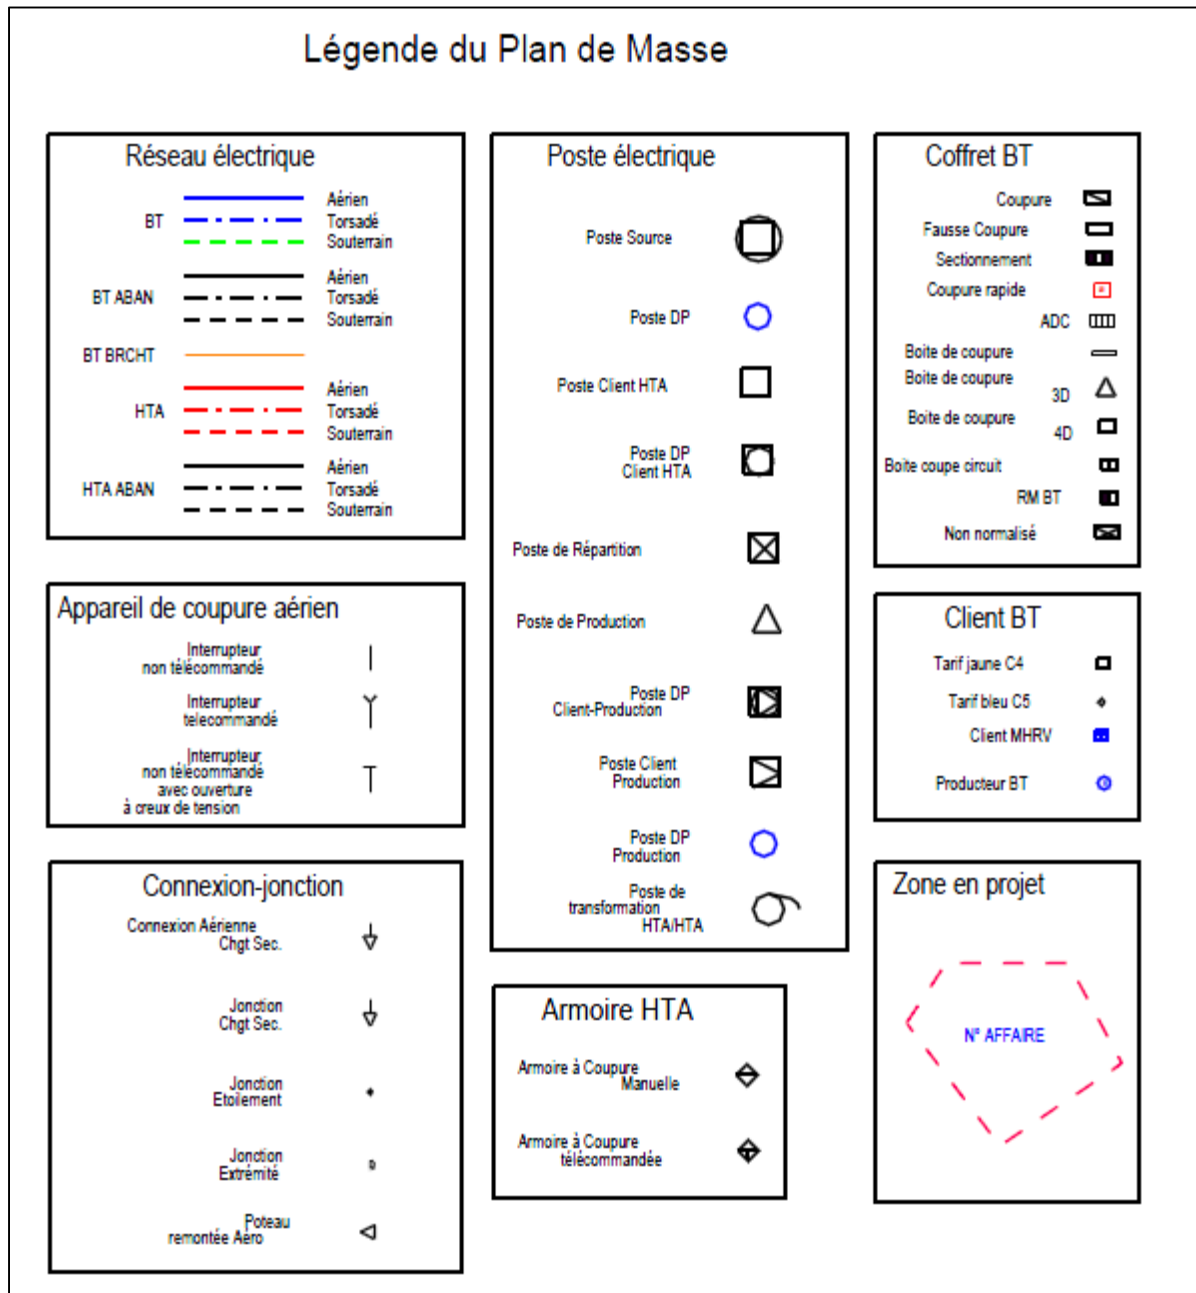 Légende du Plan de Masse
Réseau électrique
BT
Aérien
Torsadé
Souterrain
BT ABAN
Aérien
Torsadé
Souterrain
BT BRCHT
HTA
Aérien
Torsadé
Souterrain
HTA ABAN
Aérien
Torsadé
Souterrain
Appareil de coupure aérien
Interrupteur
non télécommandé
Interrupteur
telecommandé
Interrupteur
non télécommandé
avec ouverture
à creux de tension
Connexion-jonction
Connexion Aérienne
Chgt Sec.
Jonction
Chgt Sec.
Jonction
Etoilement
Jonction
Extrémité
Poteau
remontée Aéro
Poste électrique
Poste Source
Poste DP
Poste Client HTA
Poste DP
Client HTA
Poste de Répartition
Poste de Production
Poste DP
Client-Production
Poste Client
Production
Poste DP
Production
Poste de
transformation
HTA/HTA
Armoire HTA
Armoire à Coupure
Manuelle
Armoire à Coupure
télécommandée
Coffret BT
Coupure
Fausse Coupure
Sectionnement
Coupure rapide
ADC
Boite de coupure
Boite de coupure
3D
Boite de coupure
4D
Boite coupe circuit
RM BT
Non normalisé
Client BT
Tarif jaune C4
Tarif bleu C5
Client MHRV
Producteur BT
Zone en projet
N° AFFAIRE